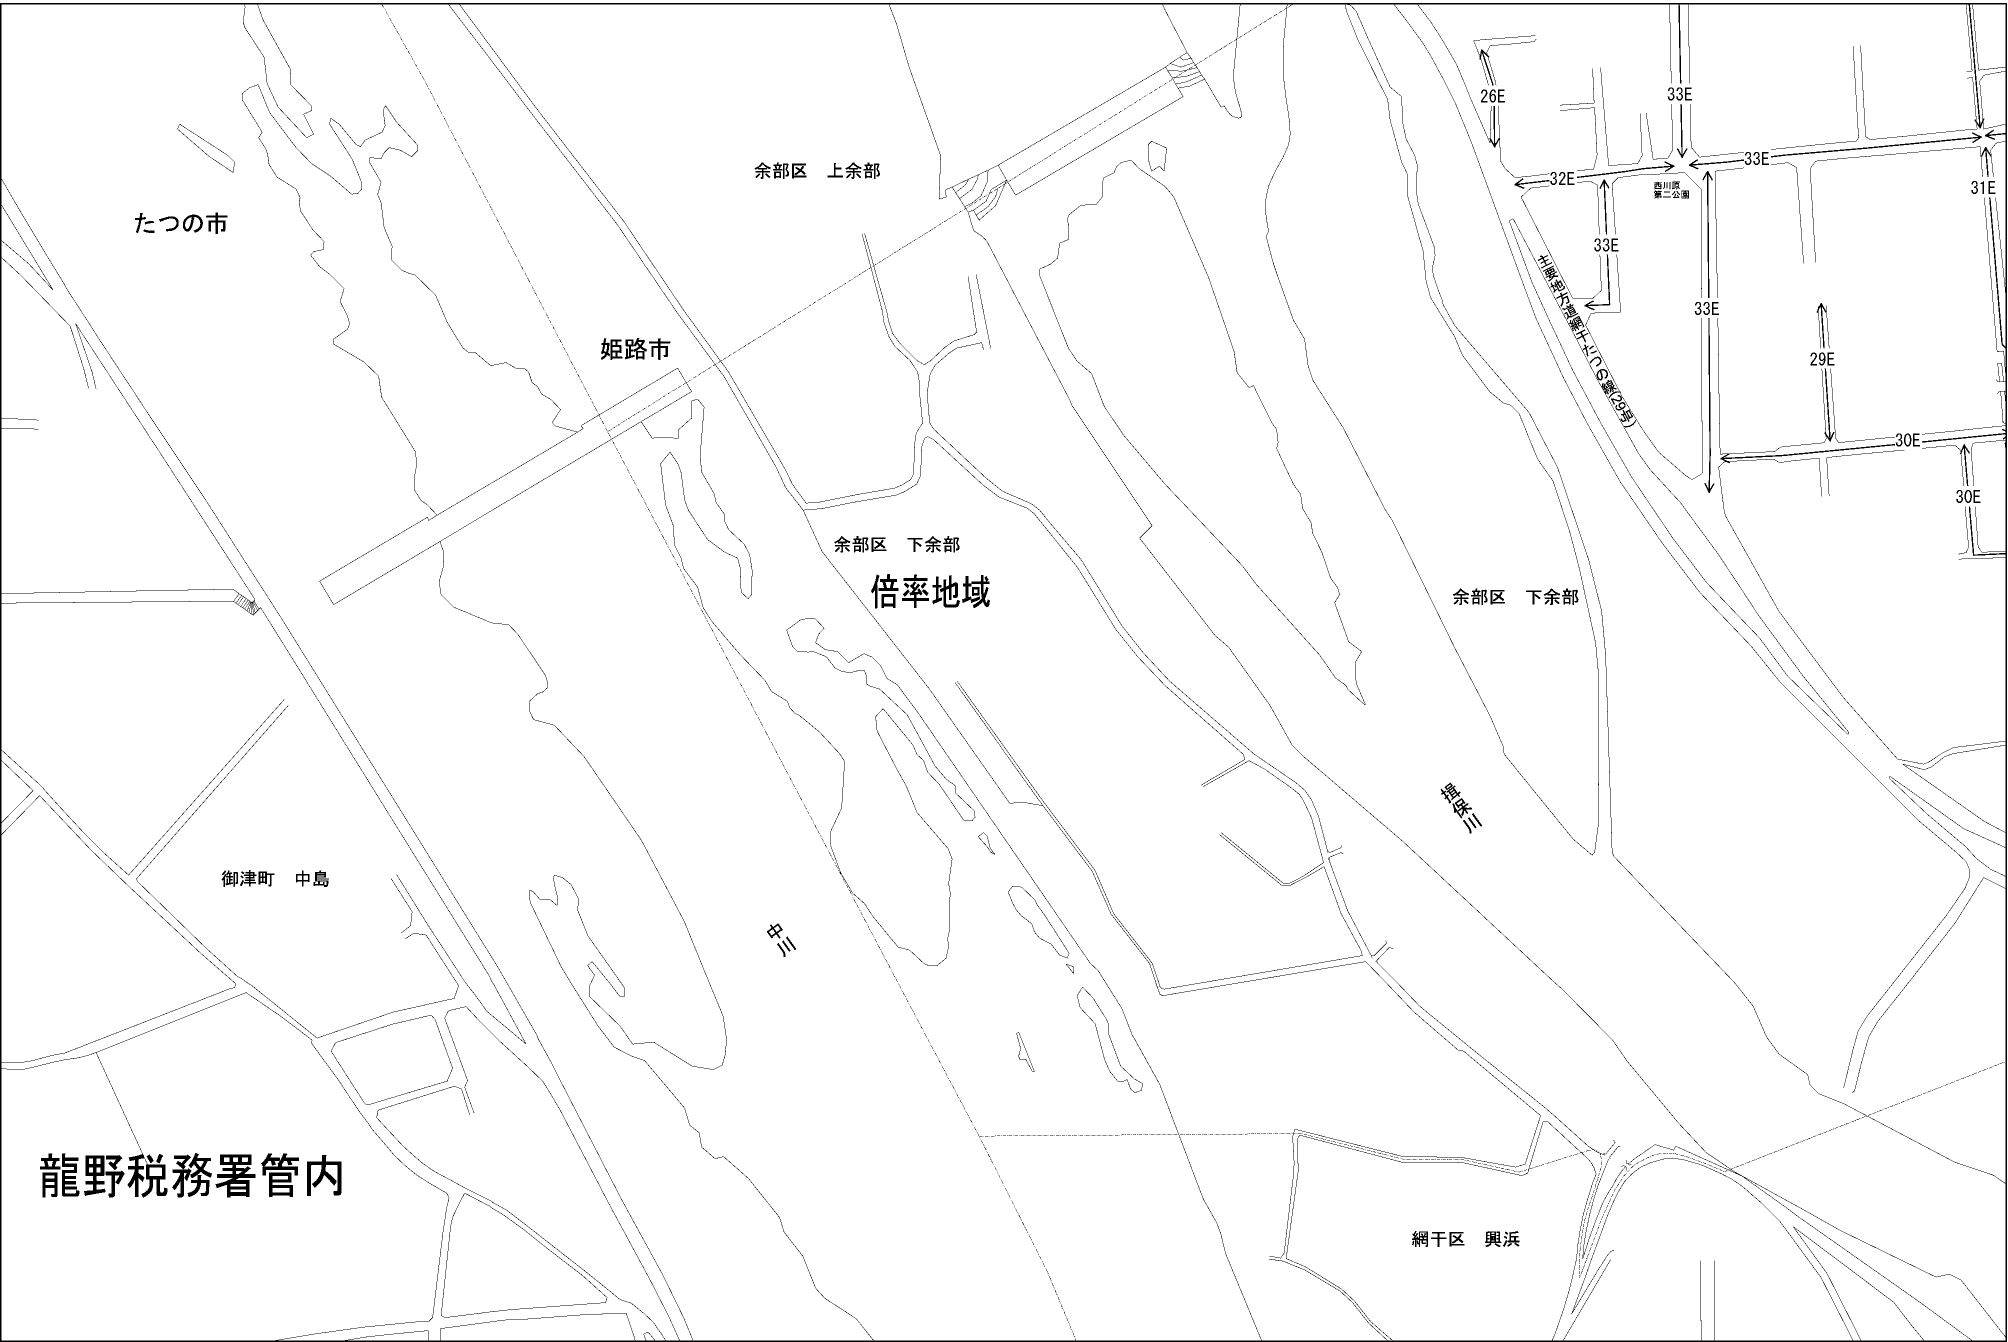 26E
33E
33E
32E
西川原
第二公園
31E
余部区　上余部
たつの市
33E
主要地方道網干たつの線(29号)
33E
姫路市
29E
30E
30E
余部区　下余部
倍率地域
余部区　下余部
揖保川
御津町　中島
中川
龍野税務署管内
網干区　興浜